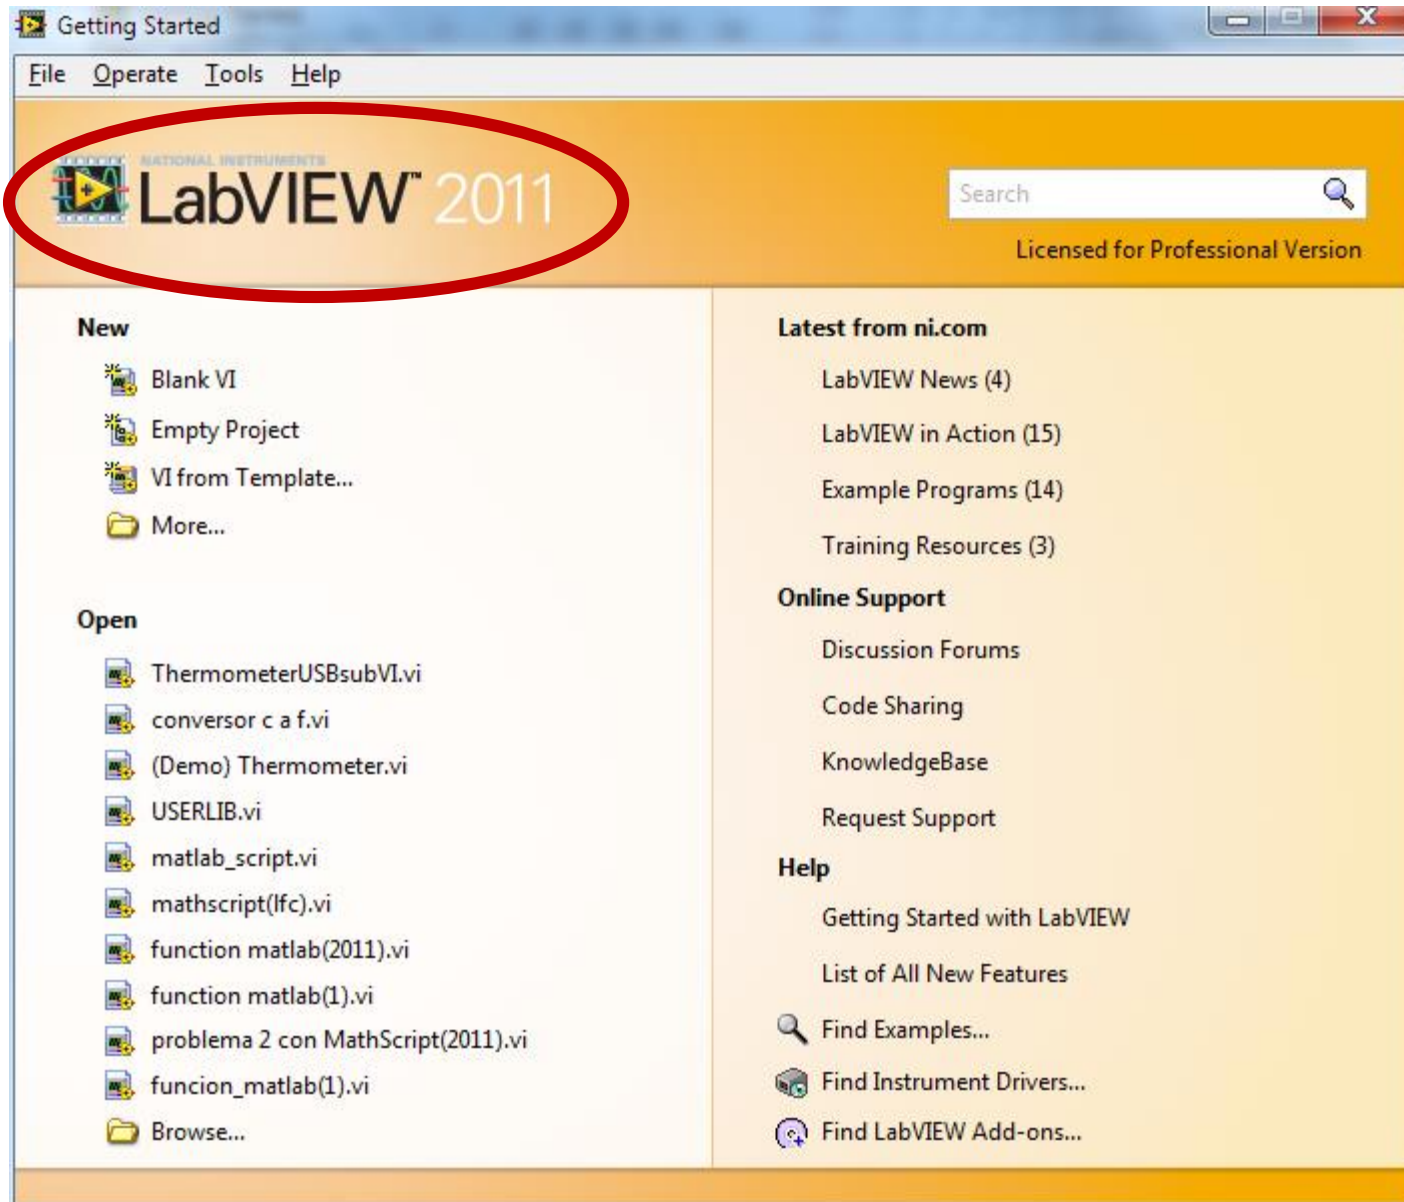 Getting Started
File Operate Tools Help
NATIONAL INSTRUMENTS
LabVIEW™ 2011
Search
Licensed for Professional Version
New
Blank VI
Empty Project
VI from Template...
More...
Open
ThermometerUSBsubVI.vi
conversor c a f.vi
(Demo) Thermometer.vi
USERLIB.vi
matlab_script.vi
mathscript(lfc).vi
function matlab(2011).vi
function matlab(1).vi
problema 2 con MathScript(2011).vi
funcion_matlab(1).vi
Browse...
Latest from ni.com
LabVIEW News (4)
LabVIEW in Action (15)
Example Programs (14)
Training Resources (3)
Online Support
Discussion Forums
Code Sharing
KnowledgeBase
Request Support
Help
Getting Started with LabVIEW
List of All New Features
Find Examples...
Find Instrument Drivers...
Find LabVIEW Add-ons...